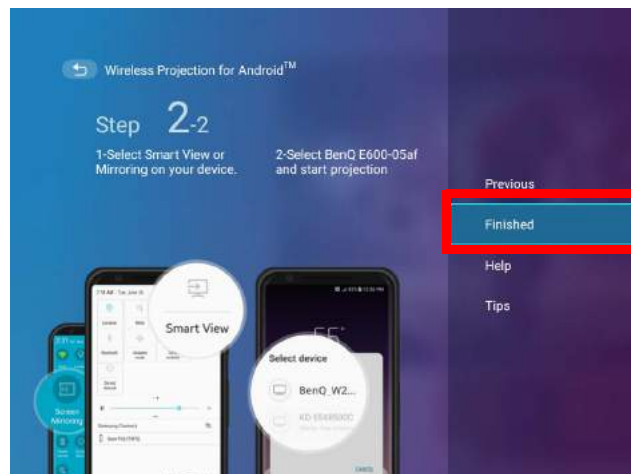 Wireless Projection for Android™
Step 2-2
1-Select Smart View or
Mirroring on your device.
2-Select BenQ E600-05af
and start projection
Previous
Finished
Help
Tips
Smart View
Screen
Mirroring
Select device
BenQ_W2...
CANCEL